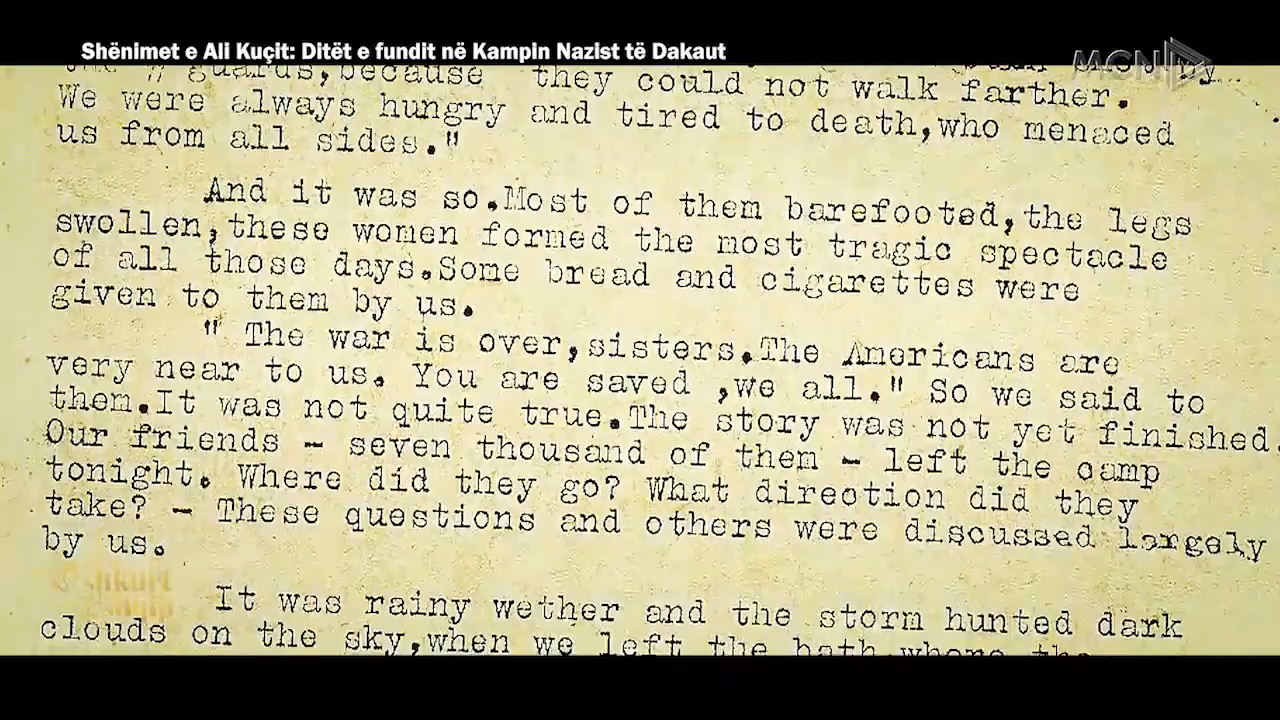 Shënimet e Ali Kuçit: Ditët e fundit në Kampin Nazist të Dakaut
MCN
guards,because they could not walk farther.
We were always hungry and tired to death,who menaced
us from all sides."
And it was so.Most of them barefooted,the legs
swollen,these women formed the most tragic spectacle
of all those days.Some bread and cigarettes were
given to them by us.
" The war is over,sisters.The Americans are
very near to us. You are saved ,we all." So we said to
them.It was not quite true.The story was not yet finished.
Our friends - seven thousand of them - left the camp
tonight. Where did they go? What direction did they
take? - These questions and others were discussed largely
by us.
shkurt
shqip
It was rainy wether and the storm hunted dark
clouds on the sky,when we left the bath,where the